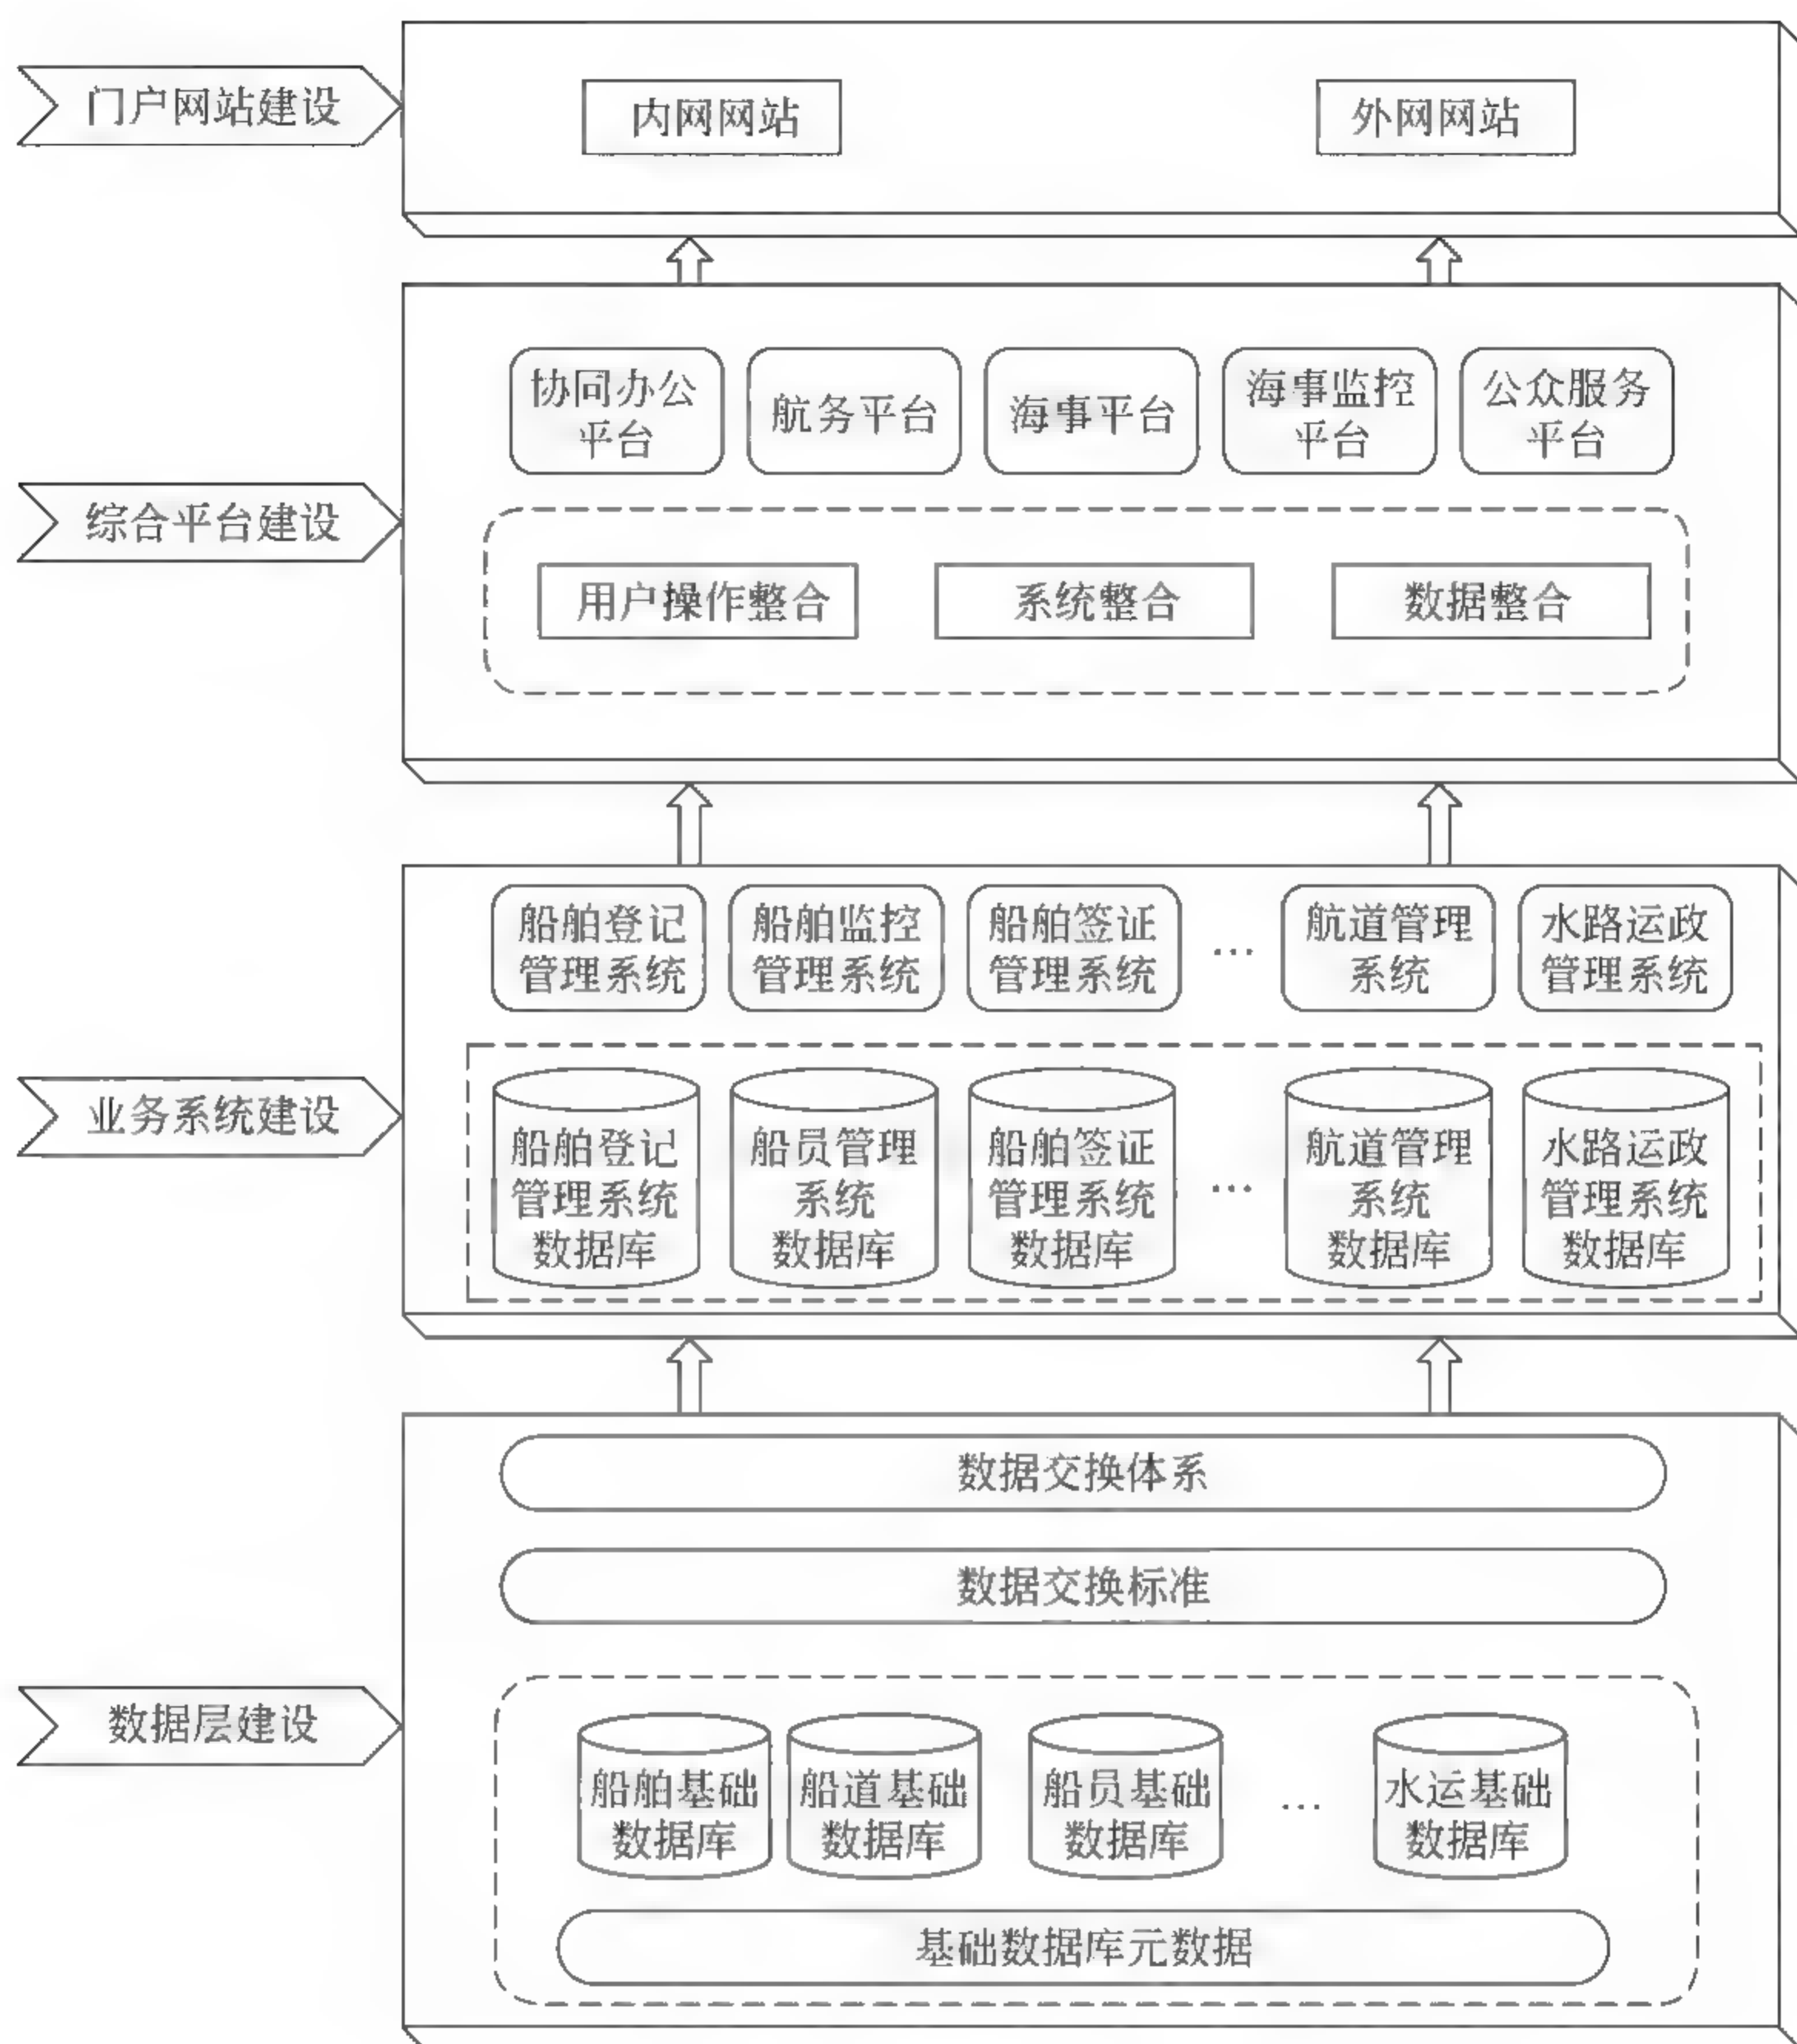 门户网站建设
内网网站
外网网站
协同办公
平台
航务平台
海事平台
海事监控
平台
公众服务
平台
综合平台建设
用户操作整合
系统整合
数据整合
船舶登记
管理系统
船舶监控
管理系统
船舶签证
管理系统
…
航道管理
系统
水路运政
管理系统
业务系统建设
船舶登记
管理系统
数据库
船员管理
系统
数据库
船舶签证
管理系统
数据库
…
航道管理
系统
数据库
水路运政
管理系统
数据库
数据交换体系
数据交换标准
数据层建设
船舶基础
数据库
船道基础
数据库
船员基础
数据库
…
水运基础
数据库
基础数据库元数据